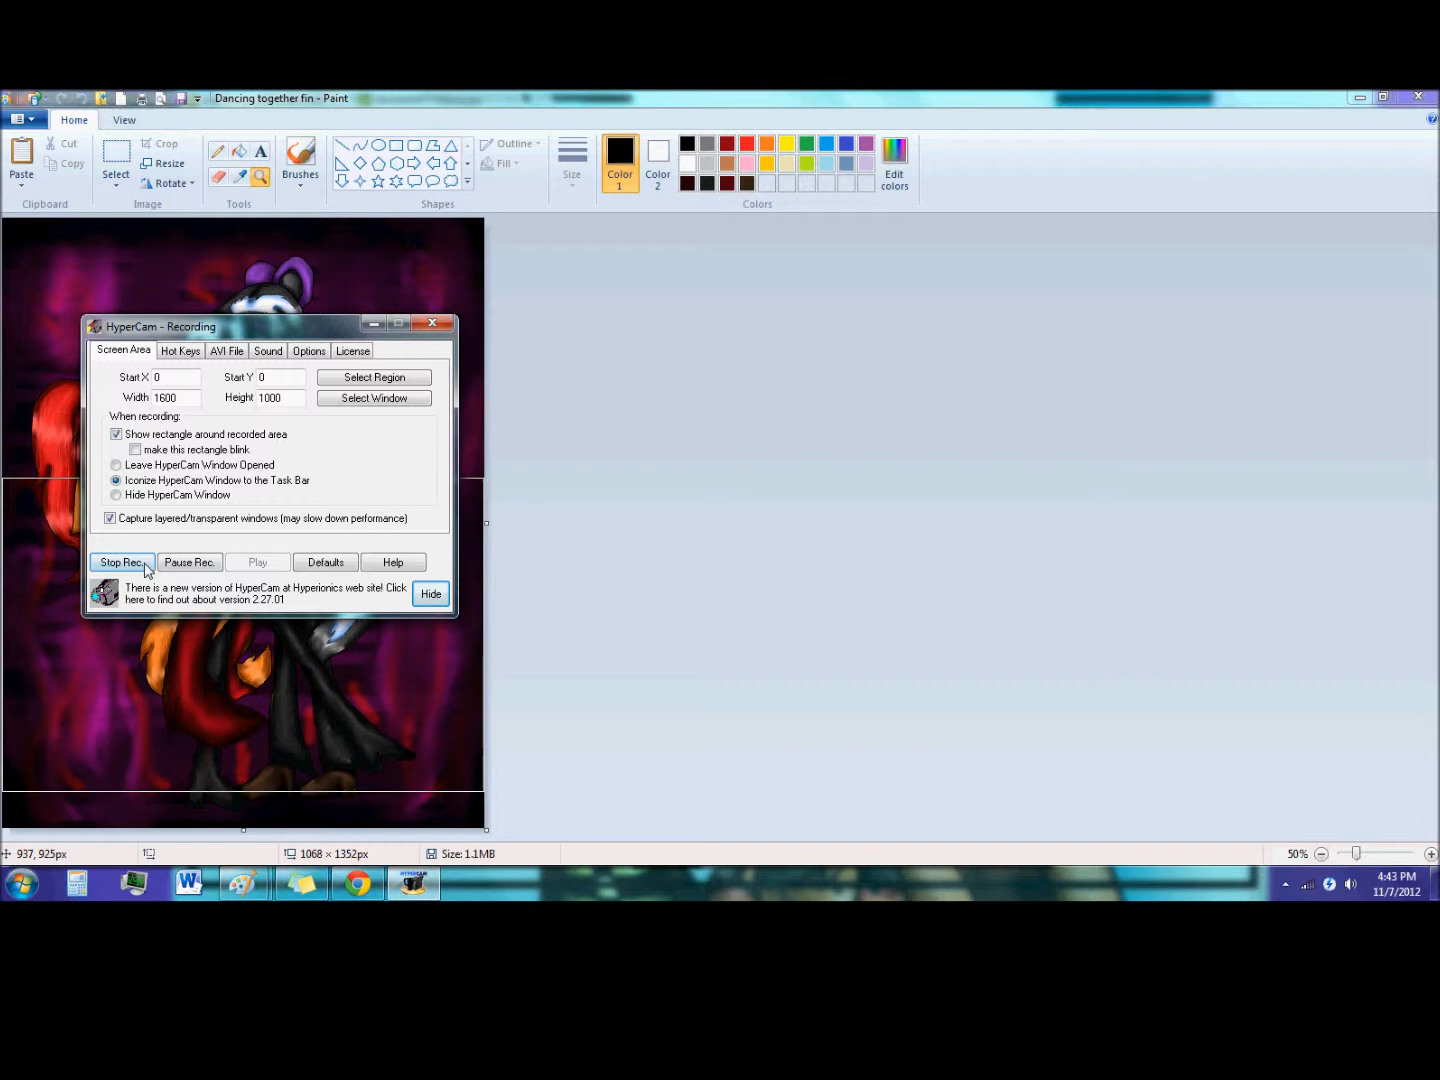 Dancing together fin - Paint
Home View
Paste
Cut
Copy
Clipboard
Select
Crop
Resize
Rotate
Image
A
Tools
Brushes
Outline
Fill
Shapes
Size
Color 1
Color 2
Edit colors
Colors
HyperCam - Recording
Screen Area Hot Keys AVI File Sound Options License
Start X 0 Start Y 0 Select Region
Width 1600 Height 1000 Select Window
When recording:
Show rectangle around recorded area
make this rectangle blink
Leave HyperCam Window Opened
Iconize HyperCam Window to the Task Bar
Hide HyperCam Window
Capture layered/transparent windows (may slow down performance)
Stop Rec. Pause Rec. Play Defaults Help
There is a new version of HyperCam at Hyperionics web site! Click
here to find out about version 2.27.01
Hide
937, 925px 1068 × 1352px Size: 1.1MB 50%
W
HYPERCAM
4:43 PM
11/7/2012